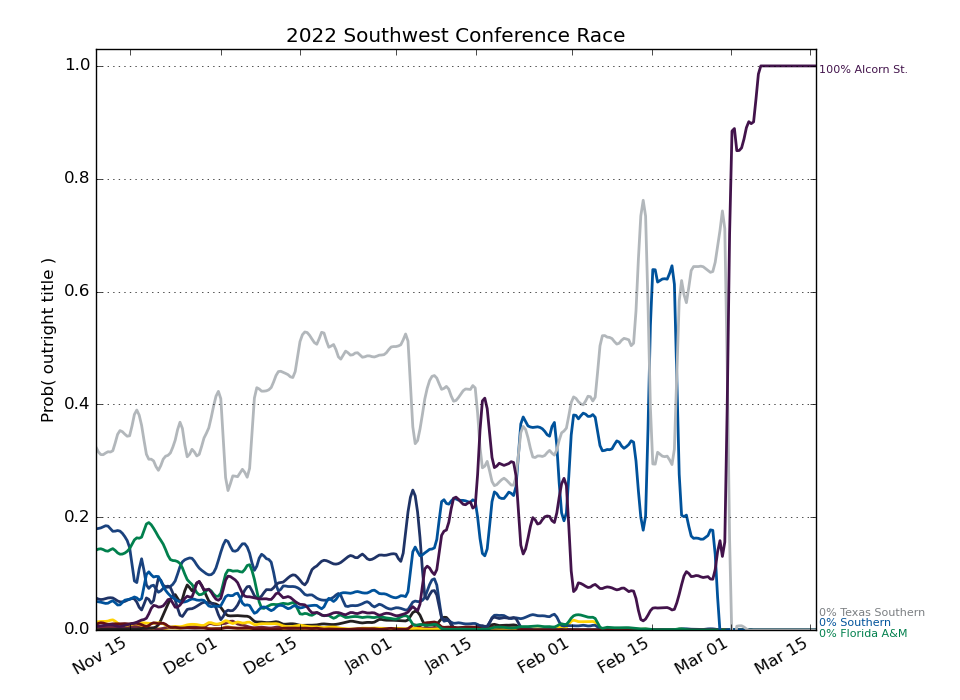 2022 Southwest Conference Race
Prob( outright title )
1.0
0.8
0.6
0.4
0.2
0.0
100% Alcorn St.
0% Texas Southern
0% Southern
0% Florida A&M
Nov 15
Dec 01
Dec 15
Jan 01
Jan 15
Feb 01
Feb 15
Mar 01
Mar 15